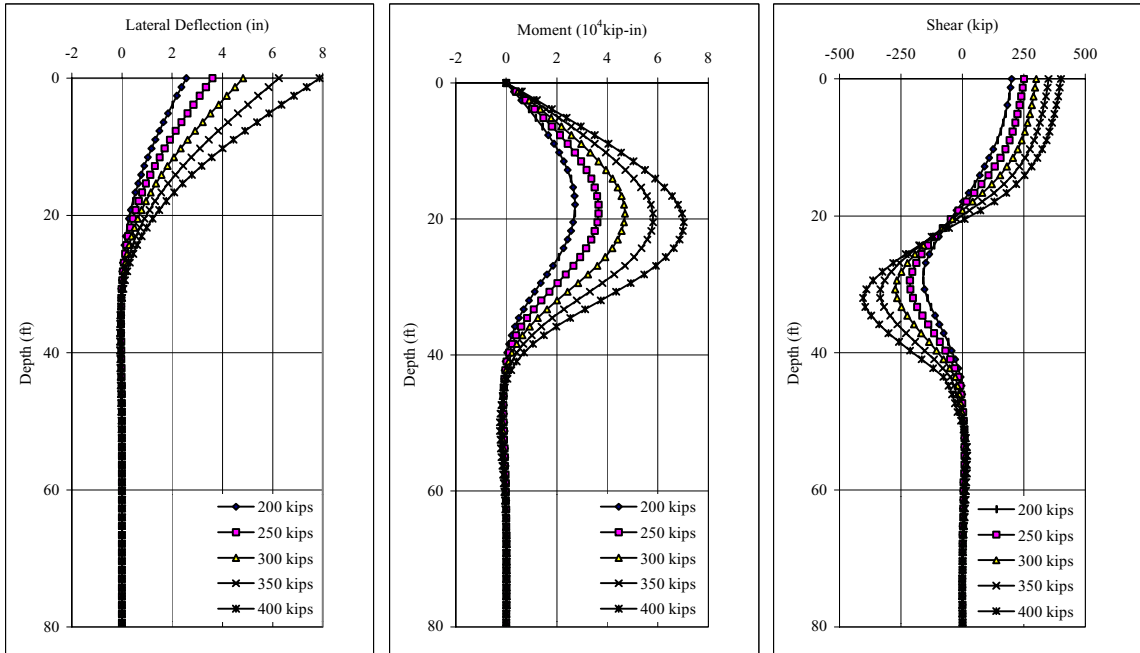 Lateral Deflection (in)
-2 0 2 4 6 8
0
20
40
60
80
Depth (ft)
200 kips
250 kips
300 kips
350 kips
400 kips
Moment (10⁴kip-in)
-2 0 2 4 6 8
0
20
40
60
80
Depth (ft)
200 kips
250 kips
300 kips
350 kips
400 kips
Shear (kip)
-500 -250 0 250 500
0
20
40
60
80
Depth (ft)
200 kips
250 kips
300 kips
350 kips
400 kips